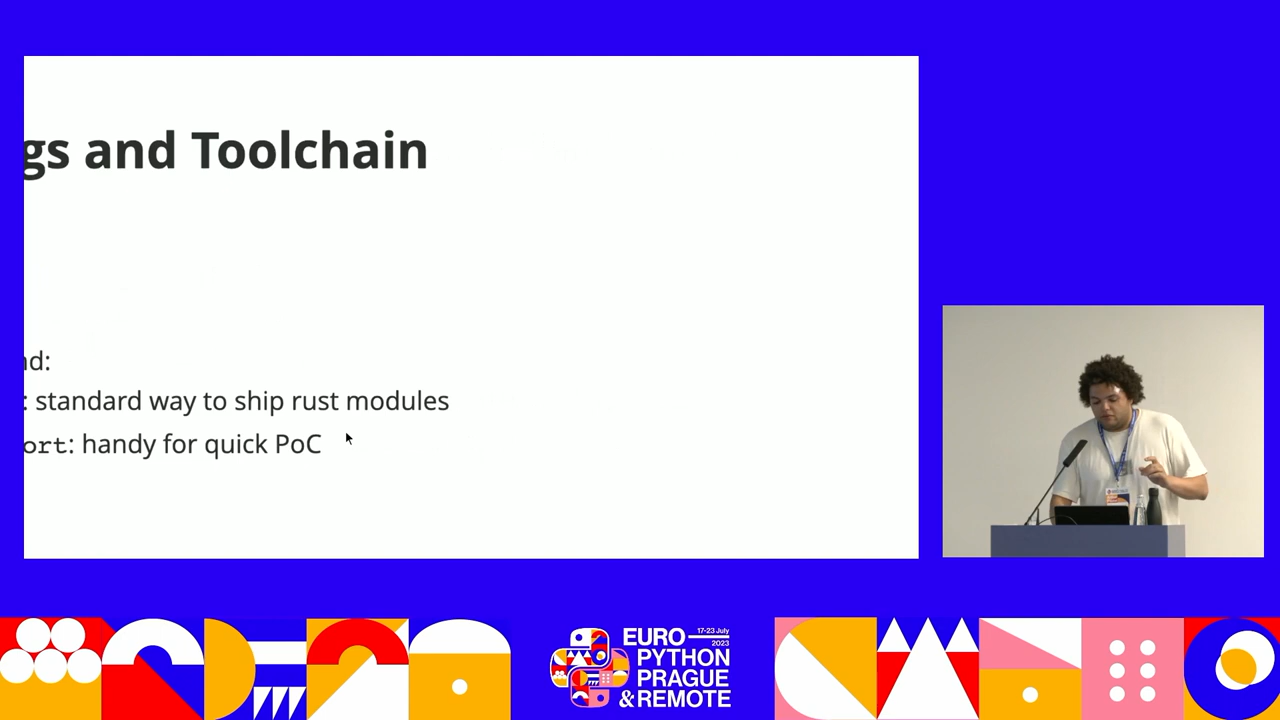 gs and Toolchain
nd:
: standard way to ship rust modules
ort: handy for quick PoC
EURO 17-23 July 2023
PYTHON
PRAGUE
& REMOTE